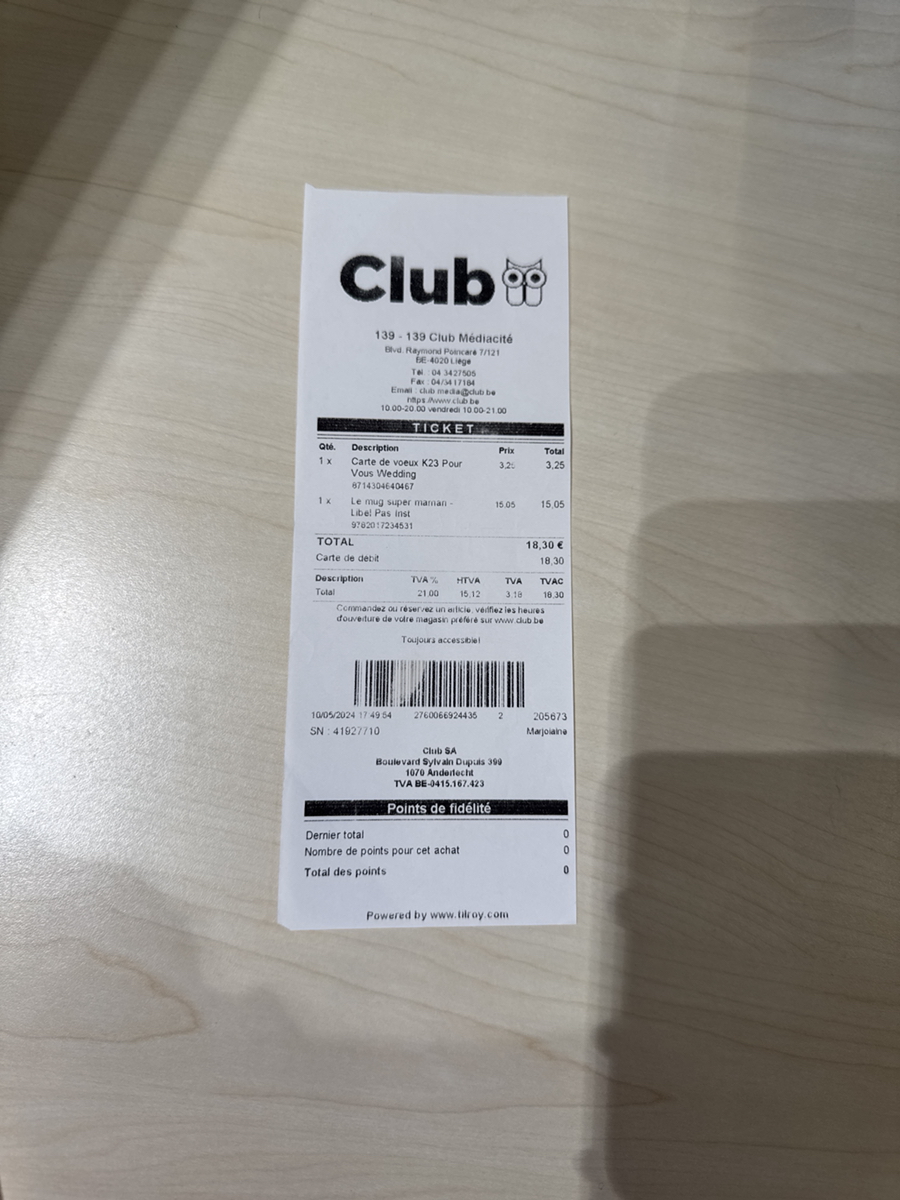 Club
139 - 139 Club Médiacité
Blvd. Raymond Poincaré 7/121
BE-4020 Liège
Tél : 04 3427505
Fax : 04/3417184
Email : club.media@club.be
https://www.club.be
10.00-20.00 vendredi 10.00-21.00
TICKET
Qté. Description Prix Total
1 x Carte de voeux K23 Pour 3,25 3,25
Vous Wedding
8714304640467
1 x Le mug super maman - 15,05 15,05
Libel Pas Inst
9782017234531
TOTAL 18,30 €
Carte de débit 18,30
Description TVA % HTVA TVA TVAC
Total 21,00 15,12 3,18 18,30
Commandez ou réservez un article, vérifiez les heures
d'ouverture de votre magasin préféré sur www.club.be
Toujours accessible!
10/05/2024 17:49:54 2760066924435 2 205673
SN : 41927710 Marjolaine
Club SA
Boulevard Sylvain Dupuis 399
1070 Anderlecht
TVA BE-0415.167.423
Points de fidélité
Dernier total 0
Nombre de points pour cet achat 0
Total des points 0
Powered by www.tilroy.com